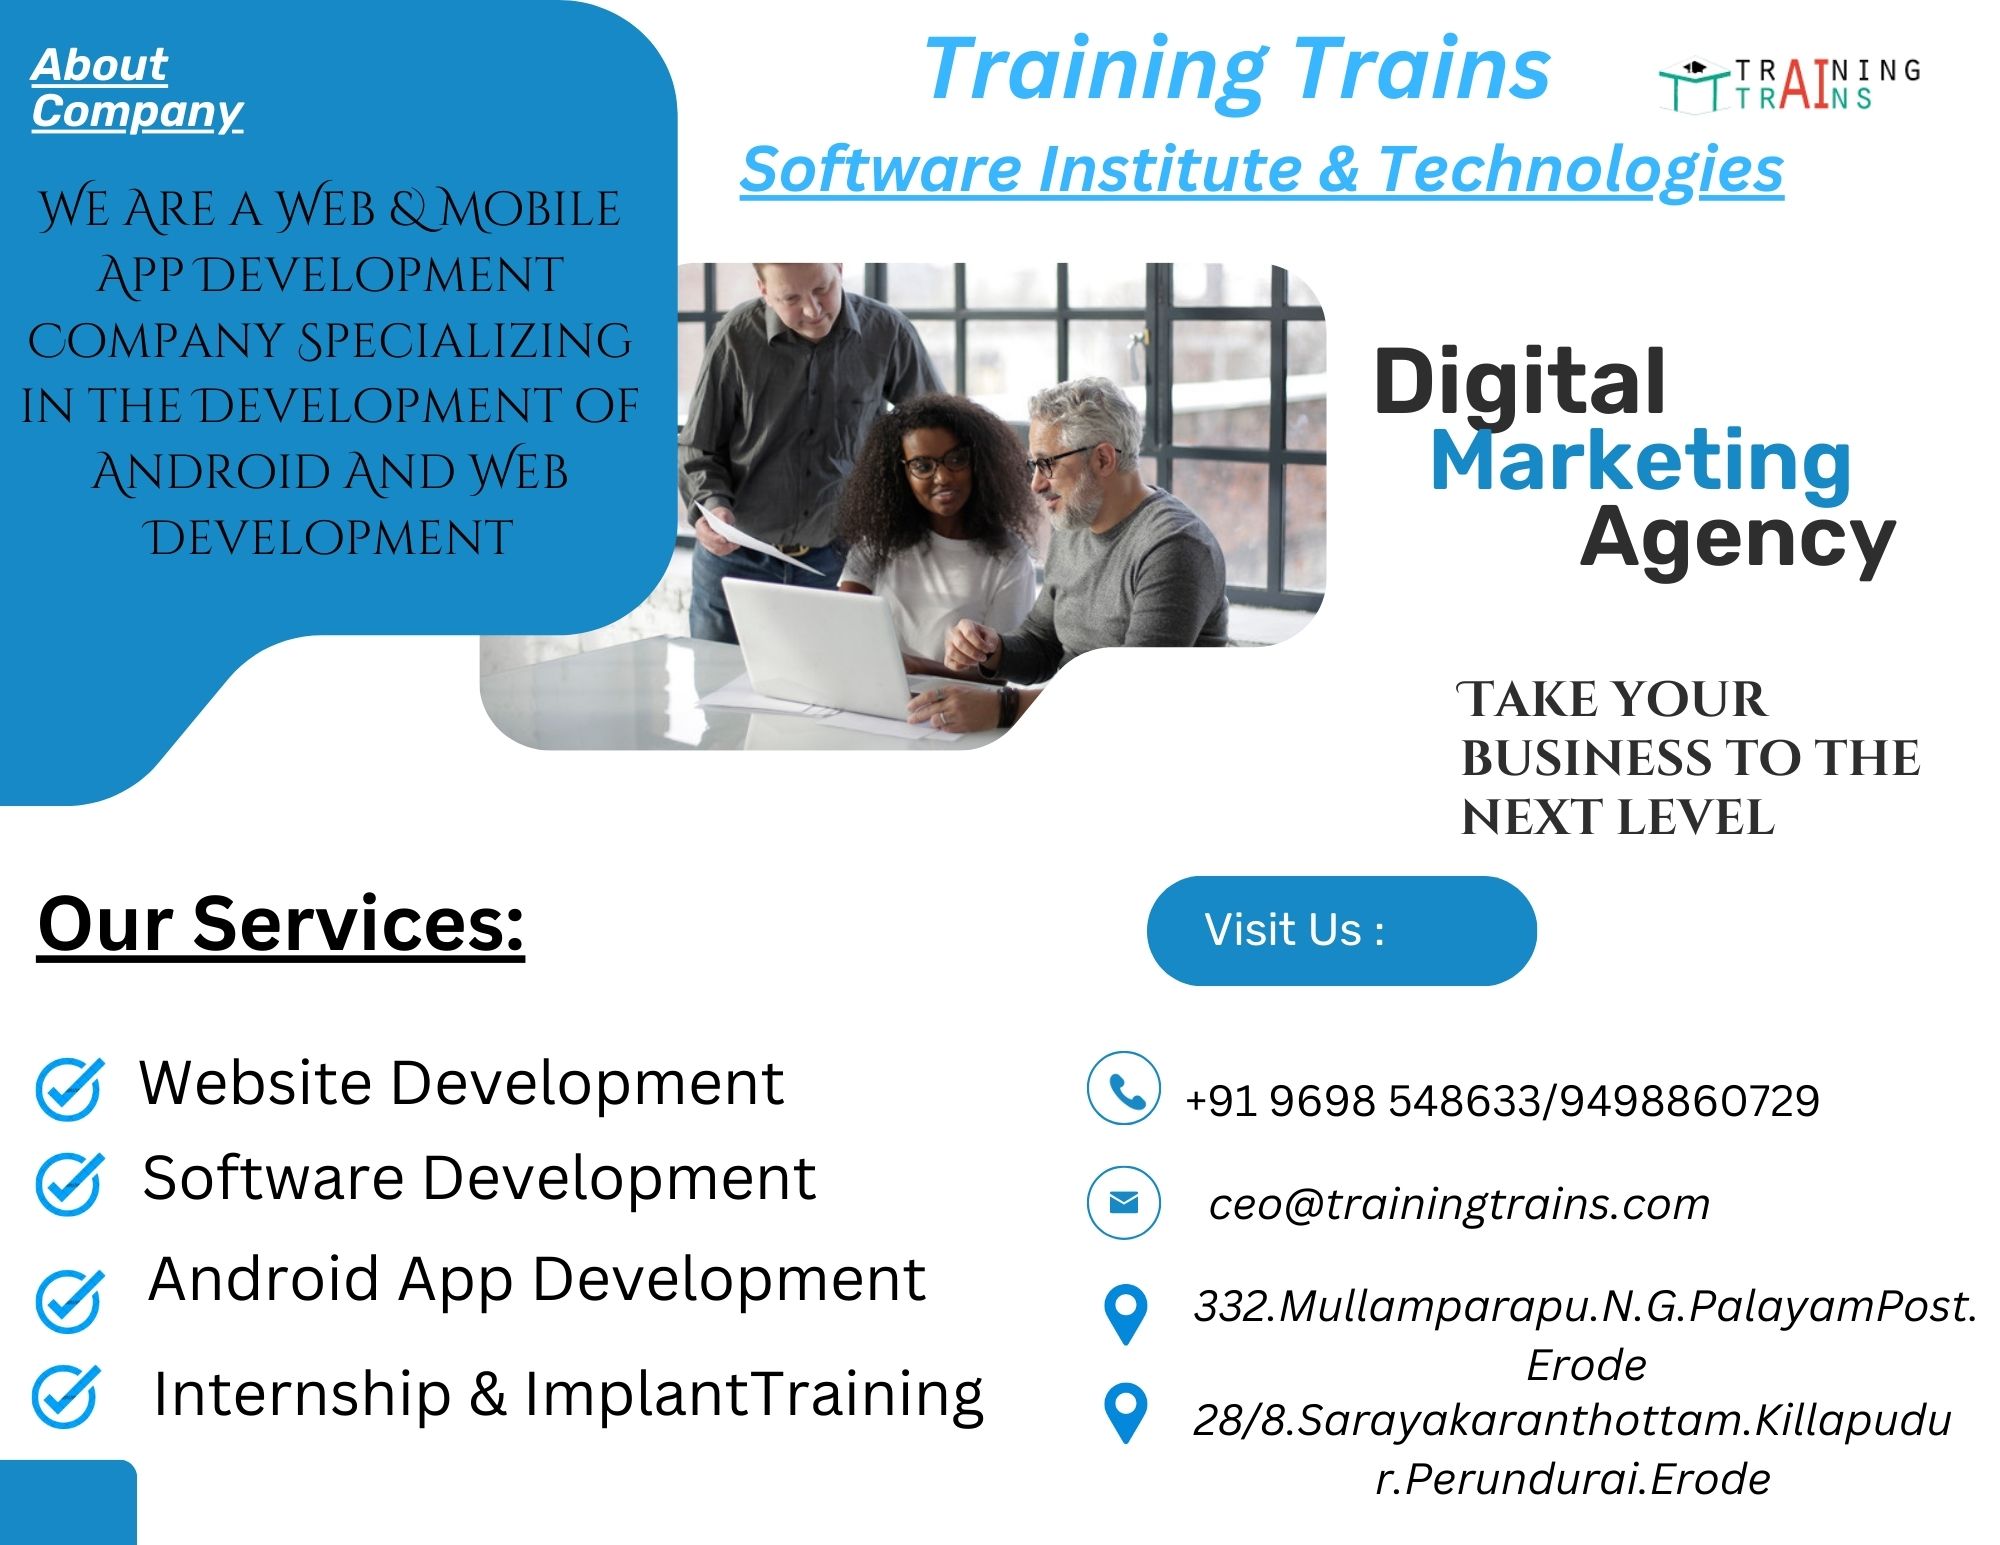 About
Company
We Are a Web & Mobile
App Development
Company Specializing
in the Development of
Android And Web
Development
Training Trains
Software Institute & Technologies
TRAINING
TRAINS
Digital
Marketing
Agency
Take your
business to the
next level
Our Services:
Website Development
Software Development
Android App Development
Internship & ImplantTraining
Visit Us :
+91 9698 548633/9498860729
ceo@trainingtrains.com
332.Mullamparapu.N.G.PalayamPost.
Erode
28/8.Sarayakaranthottam.Killapudu
r.Perundurai.Erode